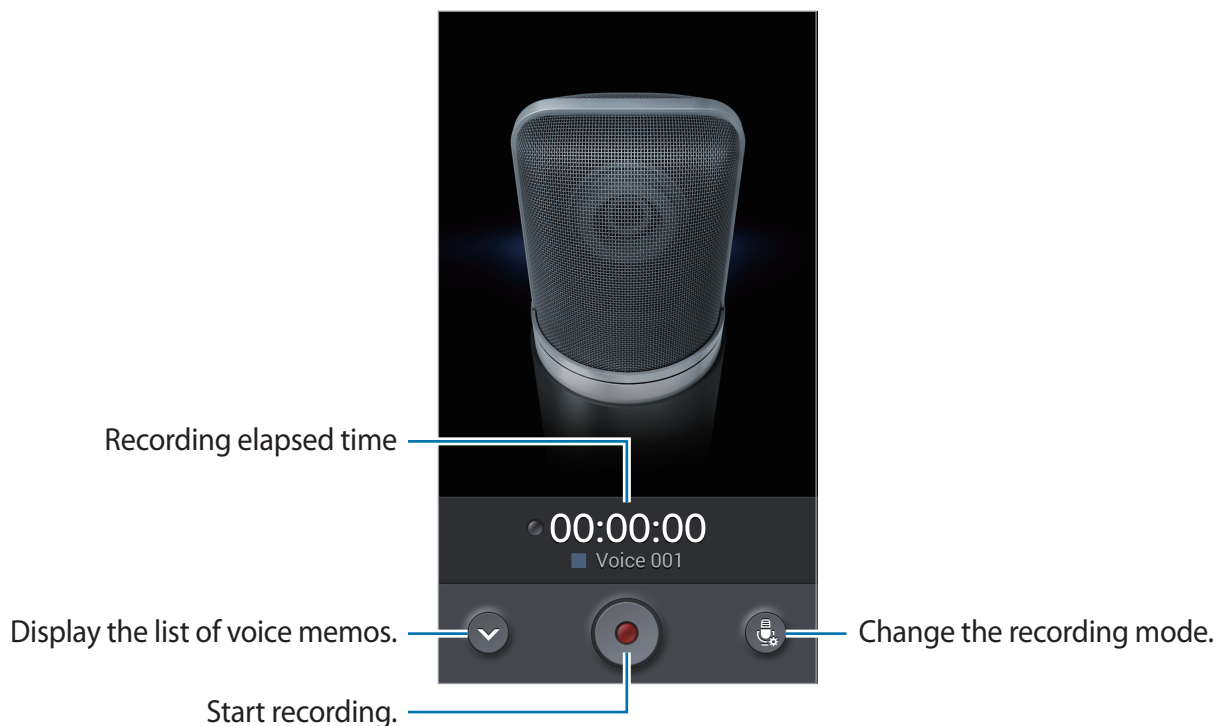 Recording elapsed time
00:00:00
Voice 001
Display the list of voice memos.
Change the recording mode.
Start recording.